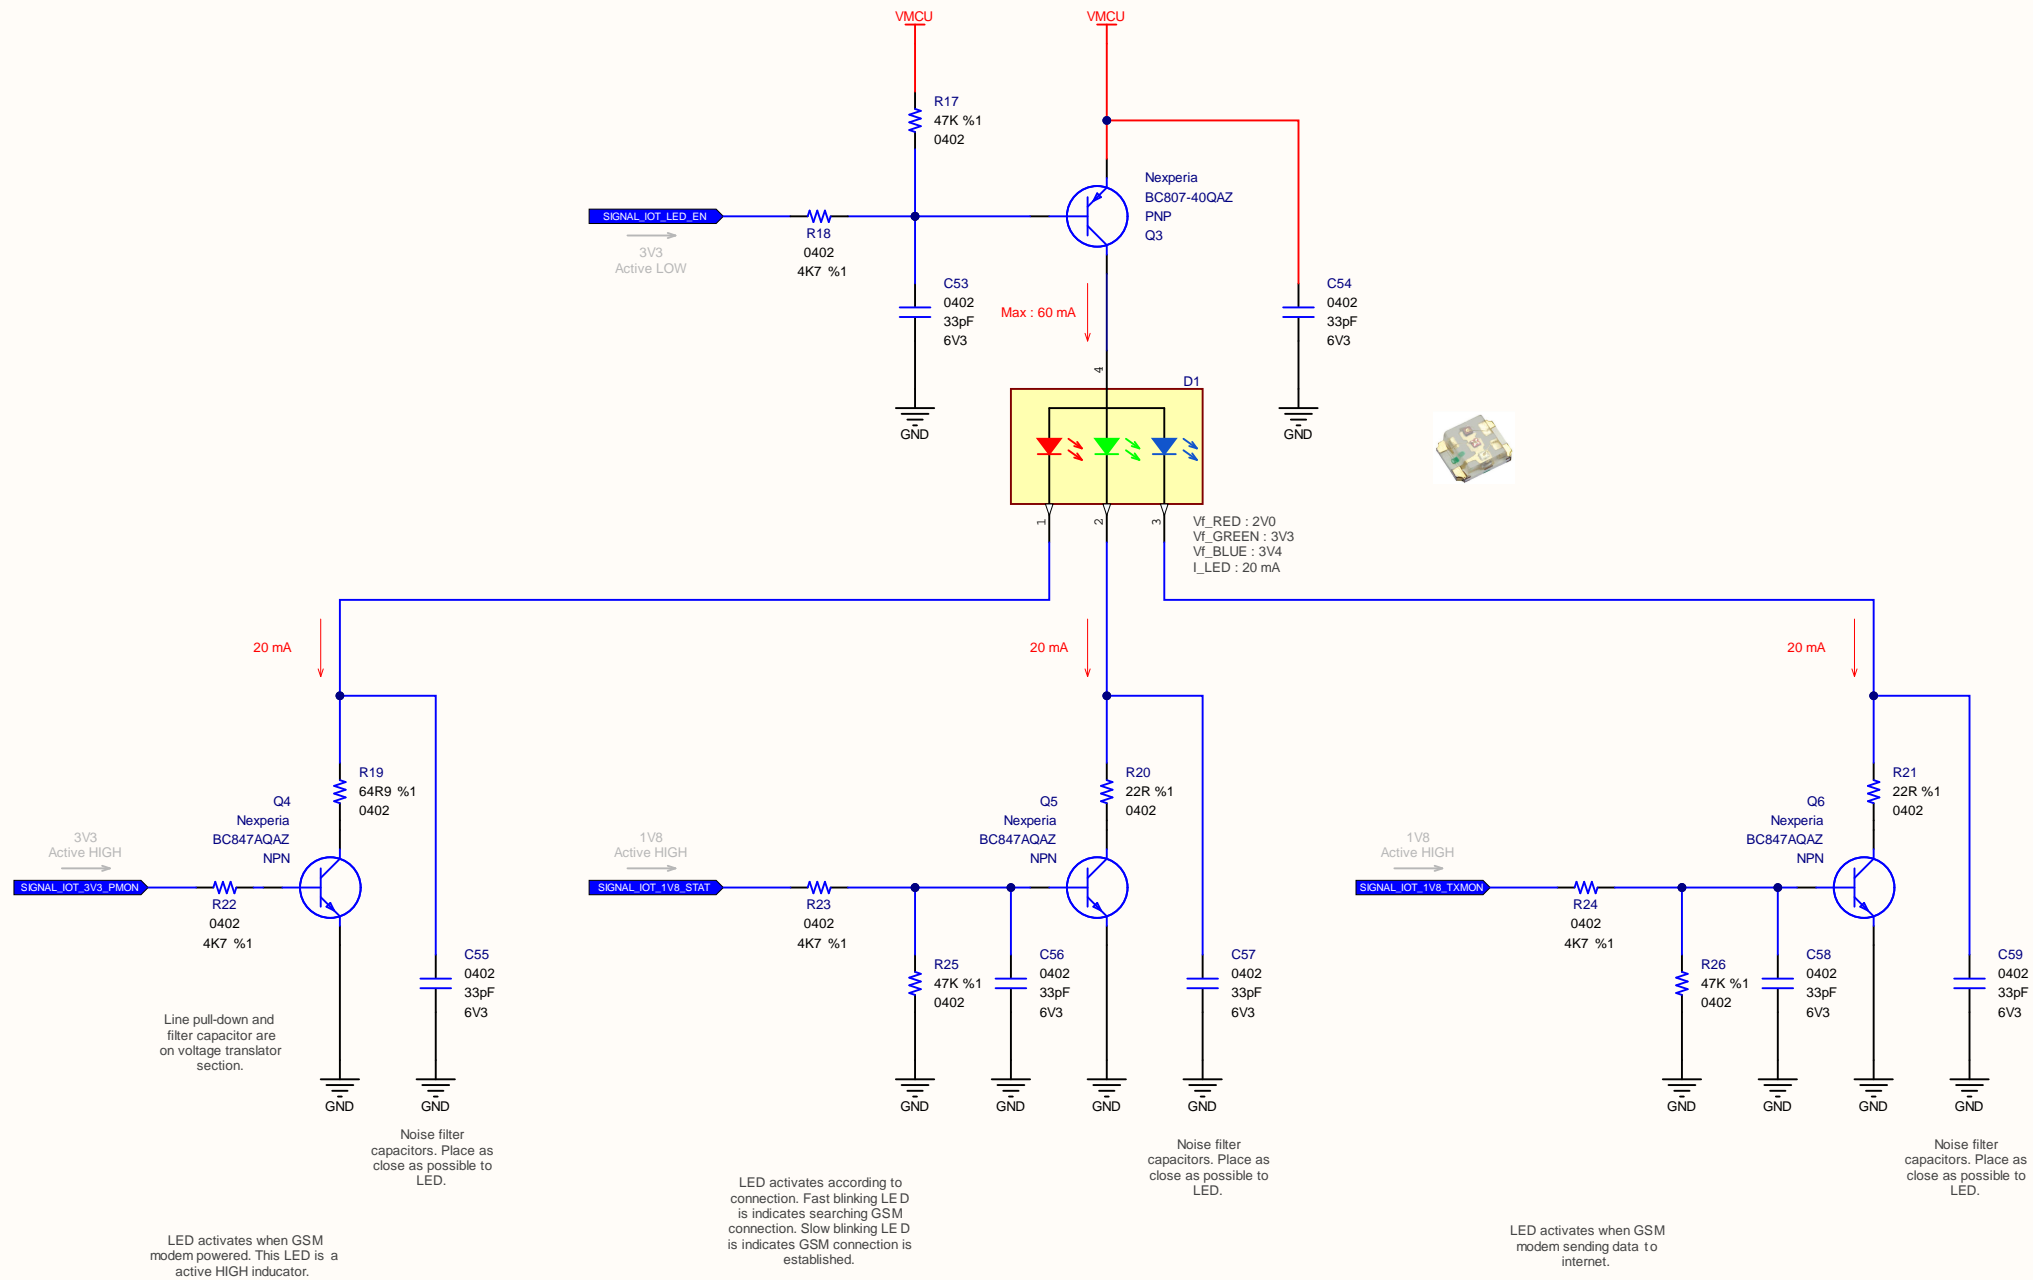 VMCU
VMCU
R17
47K %1
0402
Nexperia
BC807-40QAZ
PNP
Q3
SIGNAL_IOT_LED_EN
3V3
Active LOW
R18
0402
4K7 %1
C53
0402
33pF
6V3
Max : 60 mA
C54
0402
33pF
6V3
4
D1
GND
GND
1
2
3
Vf_RED : 2V0
Vf_GREEN : 3V3
Vf_BLUE : 3V4
I_LED : 20 mA
20 mA
20 mA
20 mA
R19
64R9 %1
0402
Q4
Nexperia
BC847AQAZ
NPN
3V3
Active HIGH
SIGNAL_IOT_3V3_PMON
R22
0402
4K7 %1
C55
0402
33pF
6V3
Line pull-down and
filter capacitor are
on voltage translator
section.
GND
GND
Noise filter
capacitors. Place as
close as possible to
LED.
LED activates when GSM
modem powered. This LED is a
active HIGH inducator.
R20
22R %1
0402
Q5
Nexperia
BC847AQAZ
NPN
1V8
Active HIGH
SIGNAL_IOT_1V8_STAT
R23
0402
4K7 %1
R25
47K %1
0402
C56
0402
33pF
6V3
C57
0402
33pF
6V3
GND
GND
GND
GND
Noise filter
capacitors. Place as
close as possible to
LED.
LED activates according to
connection. Fast blinking LED
is indicates searching GSM
connection. Slow blinking LED
is indicates GSM connection is
established.
R21
22R %1
0402
Q6
Nexperia
BC847AQAZ
NPN
1V8
Active HIGH
SIGNAL_IOT_1V8_TXMON
R24
0402
4K7 %1
R26
47K %1
0402
C58
0402
33pF
6V3
C59
0402
33pF
6V3
GND
GND
GND
GND
Noise filter
capacitors. Place as
close as possible to
LED.
LED activates when GSM
modem sending data to
internet.